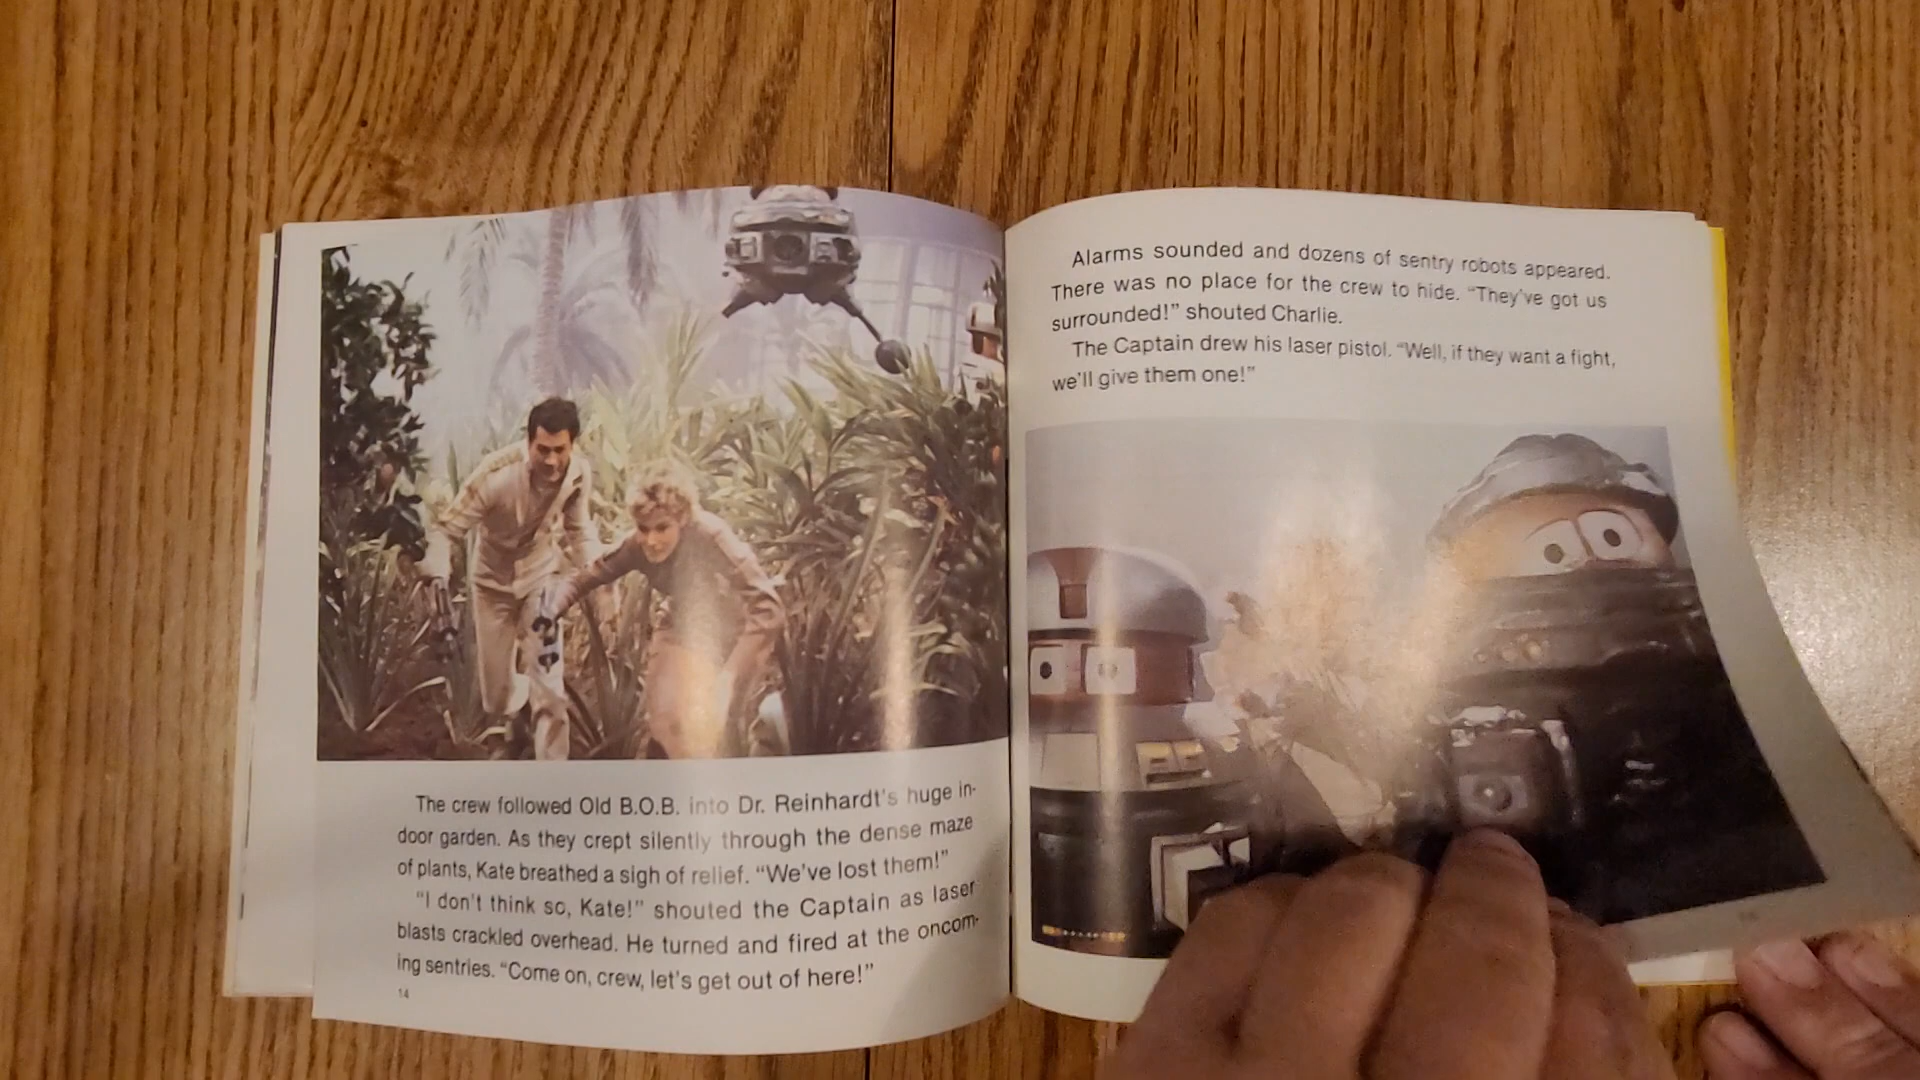 The crew followed Old B.O.B. into Dr. Reinhardt's huge in-
door garden. As they crept silently through the dense maze
of plants, Kate breathed a sigh of relief. "We've lost them!"
"I don't think so, Kate!" shouted the Captain as laser
blasts crackled overhead. He turned and fired at the oncom-
ing sentries. "Come on, crew, let's get out of here!"
14
Alarms sounded and dozens of sentry robots appeared.
There was no place for the crew to hide. "They've got us
surrounded!" shouted Charlie.
The Captain drew his laser pistol. "Well, if they want a fight,
we'll give them one!"